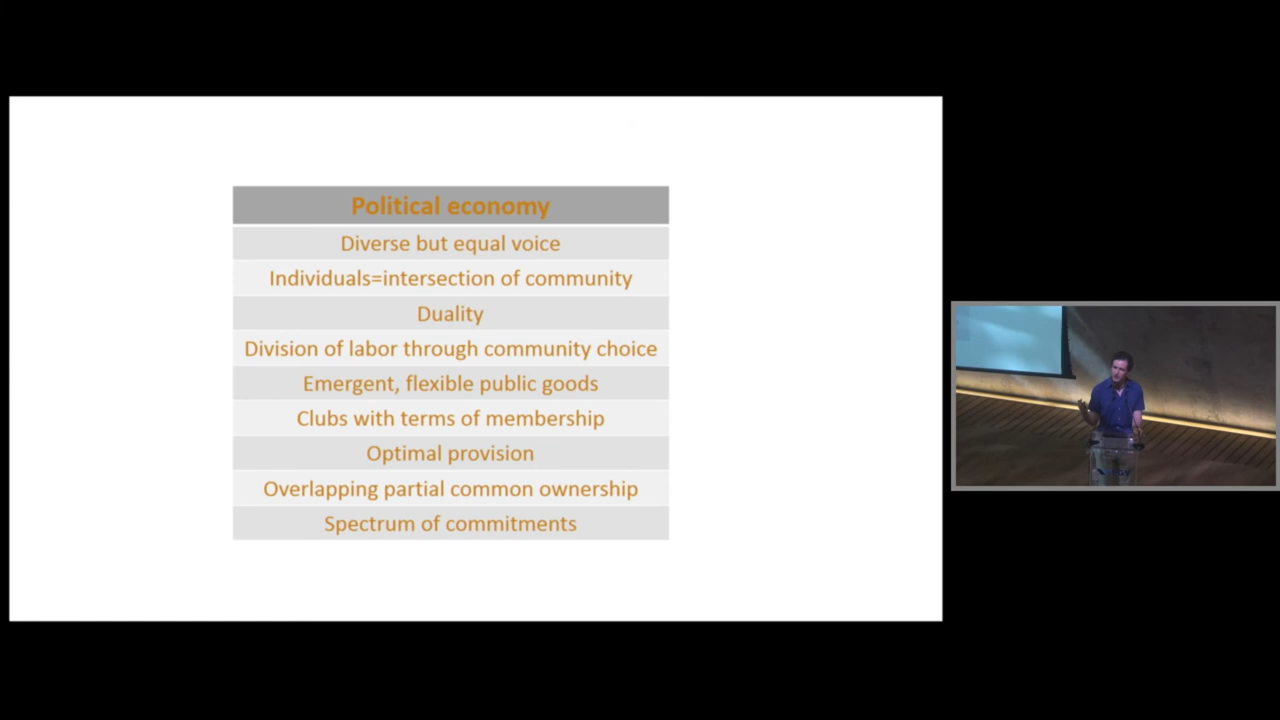 Political economy
Diverse but equal voice
Individuals=intersection of community
Duality
Division of labor through community choice
Emergent, flexible public goods
Clubs with terms of membership
Optimal provision
Overlapping partial common ownership
Spectrum of commitments